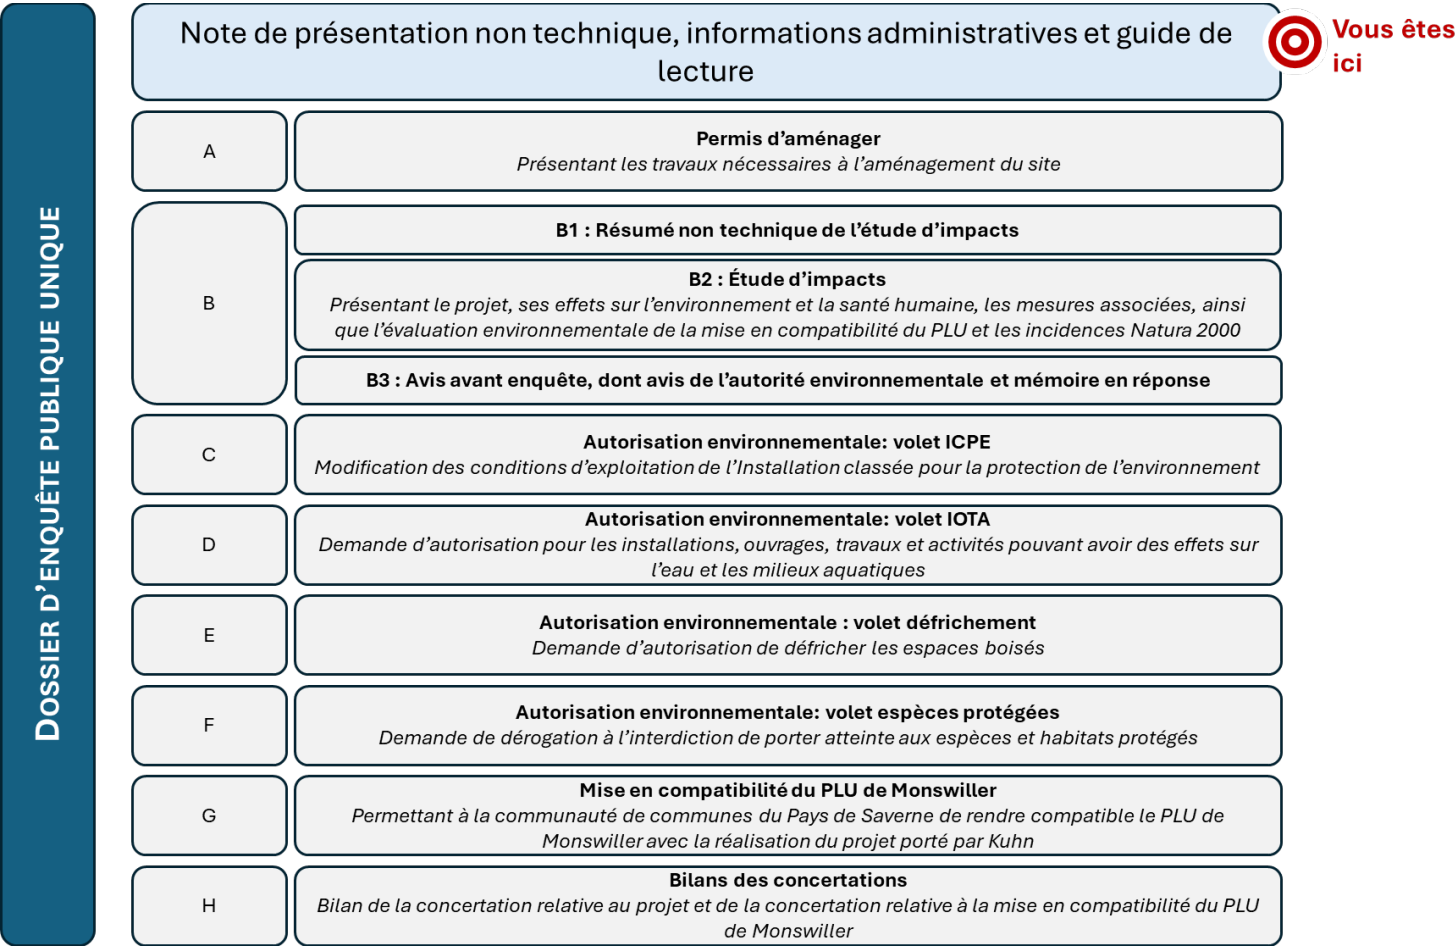 DOSSIER D’ENQUÊTE PUBLIQUE UNIQUE
Note de présentation non technique, informations administratives et guide de
lecture
Vous êtes
ici
A
Permis d’aménager
Présentant les travaux nécessaires à l’aménagement du site
B
B1 : Résumé non technique de l’étude d’impacts
B2 : Étude d’impacts
Présentant le projet, ses effets sur l’environnement et la santé humaine, les mesures associées, ainsi
que l’évaluation environnementale de la mise en compatibilité du PLU et les incidences Natura 2000
B3 : Avis avant enquête, dont avis de l’autorité environnementale et mémoire en réponse
C
Autorisation environnementale: volet ICPE
Modification des conditions d’exploitation de l’Installation classée pour la protection de l’environnement
D
Autorisation environnementale: volet IOTA
Demande d’autorisation pour les installations, ouvrages, travaux et activités pouvant avoir des effets sur
l’eau et les milieux aquatiques
E
Autorisation environnementale : volet défrichement
Demande d’autorisation de défricher les espaces boisés
F
Autorisation environnementale: volet espèces protégées
Demande de dérogation à l’interdiction de porter atteinte aux espèces et habitats protégés
G
Mise en compatibilité du PLU de Monswiller
Permettant à la communauté de communes du Pays de Saverne de rendre compatible le PLU de
Monswiller avec la réalisation du projet porté par Kuhn
H
Bilans des concertations
Bilan de la concertation relative au projet et de la concertation relative à la mise en compatibilité du PLU
de Monswiller